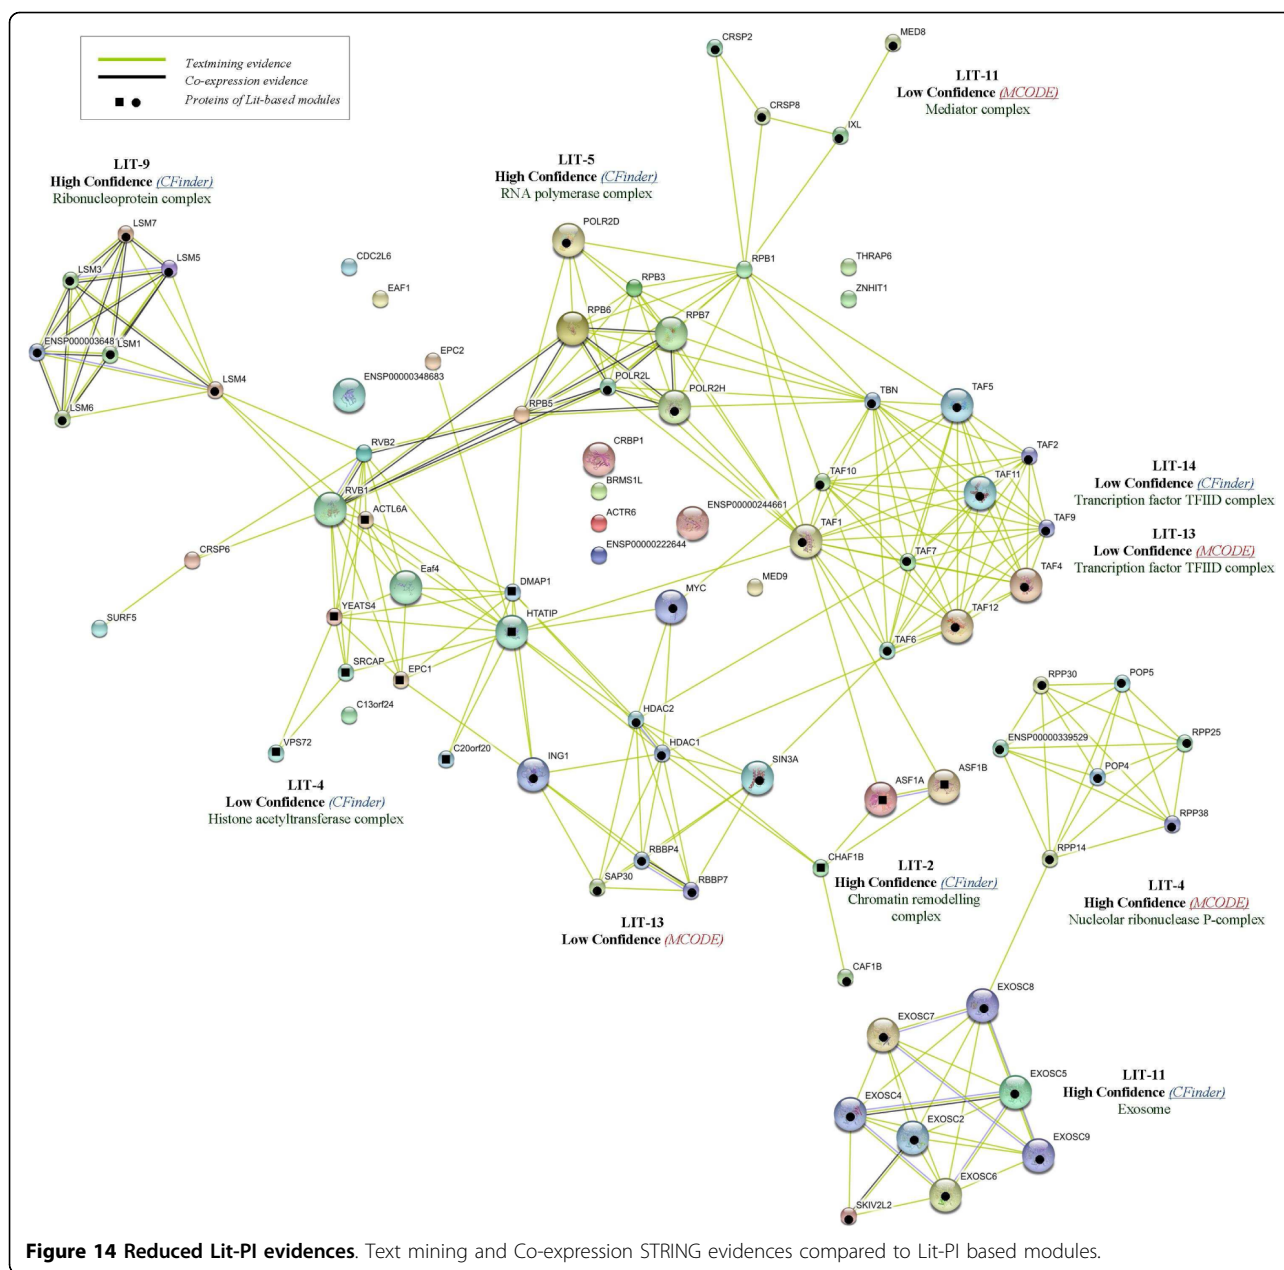 Textmining evidence
Co-expression evidence
Proteins of Lit-based modules
CRSP2
MED8
LIT-11
Low Confidence (MCODE)
Mediator complex
CRSP8
IXL
LIT-9
High Confidence (CFinder)
Ribonucleoprotein complex
LIT-5
High Confidence (CFinder)
RNA polymerase complex
LSM7
LSM5
LSM3
ENSP0000003648
LSM1
LSM6
LSM4
CDC2L6
EAF1
EPC2
ENSP00000348683
POLR2D
RPB1
RPB3
RPB6
RPB7
POLR2L
POLR2H
RPB5
THRAP6
ZNHIT1
TBN
TAF5
TAF2
TAF11
TAF10
TAF9
TAF1
TAF7
TAF4
TAF12
TAF6
LIT-14
Low Confidence (CFinder)
Trancription factor TFIID complex
LIT-13
Low Confidence (MCODE)
Trancription factor TFIID complex
RVB2
RVB1
ACTL6A
CRBP1
BRMS1L
ACTR6
ENSP00000222644
ENSP00000244661
MED9
MYC
CRSP6
SURF5
Eaf4
DMAP1
HTATIP
YEATS4
SRCAP
EPC1
C13orf24
VPS72
C20orf20
LIT-4
Low Confidence (CFinder)
Histone acetyltransferase complex
ING1
HDAC2
HDAC1
SIN3A
RBBP4
SAP30
RBBP7
LIT-13
Low Confidence (MCODE)
ASF1A
ASF1B
CHAF1B
LIT-2
High Confidence (CFinder)
Chromatin remodelling
complex
CAF1B
RPP30
POP5
ENSP00000339529
RPP25
POP4
RPP38
RPP14
LIT-4
High Confidence (MCODE)
Nucleolar ribonuclease P-complex
EXOSC8
EXOSC7
EXOSC5
EXOSC4
EXOSC2
EXOSC9
EXOSC6
SKIV2L2
LIT-11
High Confidence (CFinder)
Exosome
Figure 14 Reduced Lit-PI evidences. Text mining and Co-expression STRING evidences compared to Lit-PI based modules.